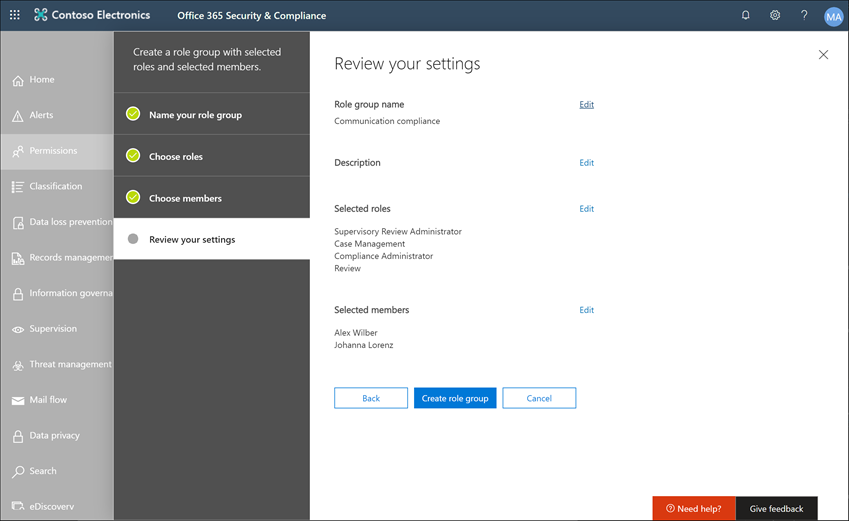 Contoso Electronics
Office 365 Security & Compliance
?
MA
Home
Alerts
Permissions
Classification
Data loss prevention
Records managemen
Information governa
Supervision
Threat management
Mail flow
Data privacy
Search
eDiscovery
Create a role group with selected
roles and selected members.
Name your role group
Choose roles
Choose members
Review your settings
Review your settings
Role group name Edit
Communication compliance
Description Edit
Selected roles Edit
Supervisory Review Administrator
Case Management
Compliance Administrator
Review
Selected members Edit
Alex Wilber
Johanna Lorenz
Back
Create role group
Cancel
Need help?
Give feedback